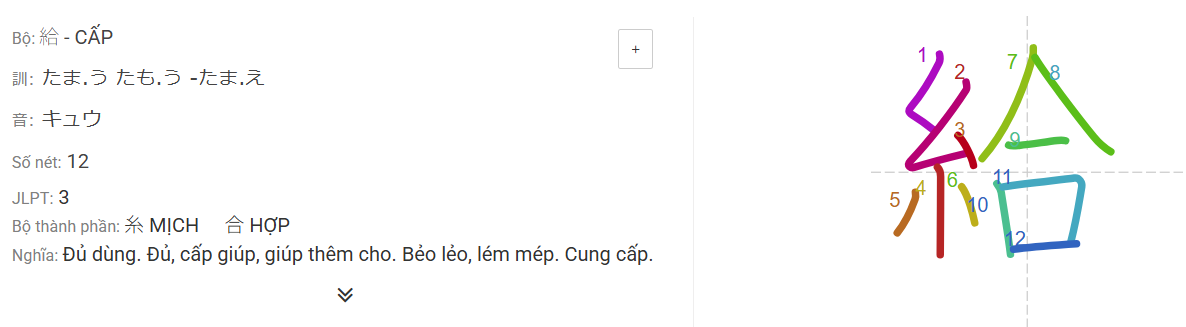 Bộ: 給 - CẤP
+
訓: たま.う たも.う -たま.え
音: キュウ
Số nét: 12
JLPT: 3
Bộ thành phần: 糸 MỊCH 合 HỢP
Nghĩa: Đủ dùng. Đủ, cấp giúp, giúp thêm cho. Bẻo lẻo, lém mép. Cung cấp.
給
1
2
3
4
5
6
7
8
9
10
11
12